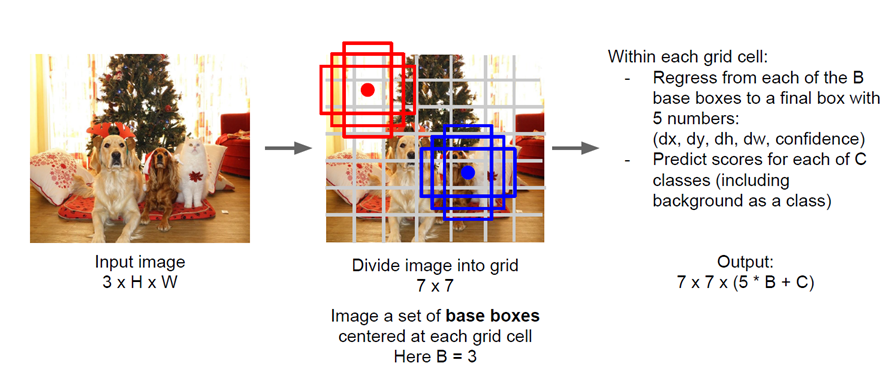 Input image
3 x H x W
Divide image into grid
7 x 7
Image a set of base boxes
centered at each grid cell
Here B = 3
Within each grid cell:
- Regress from each of the B
base boxes to a final box with
5 numbers:
(dx, dy, dh, dw, confidence)
- Predict scores for each of C
classes (including
background as a class)
Output:
7 x 7 x (5 * B + C)